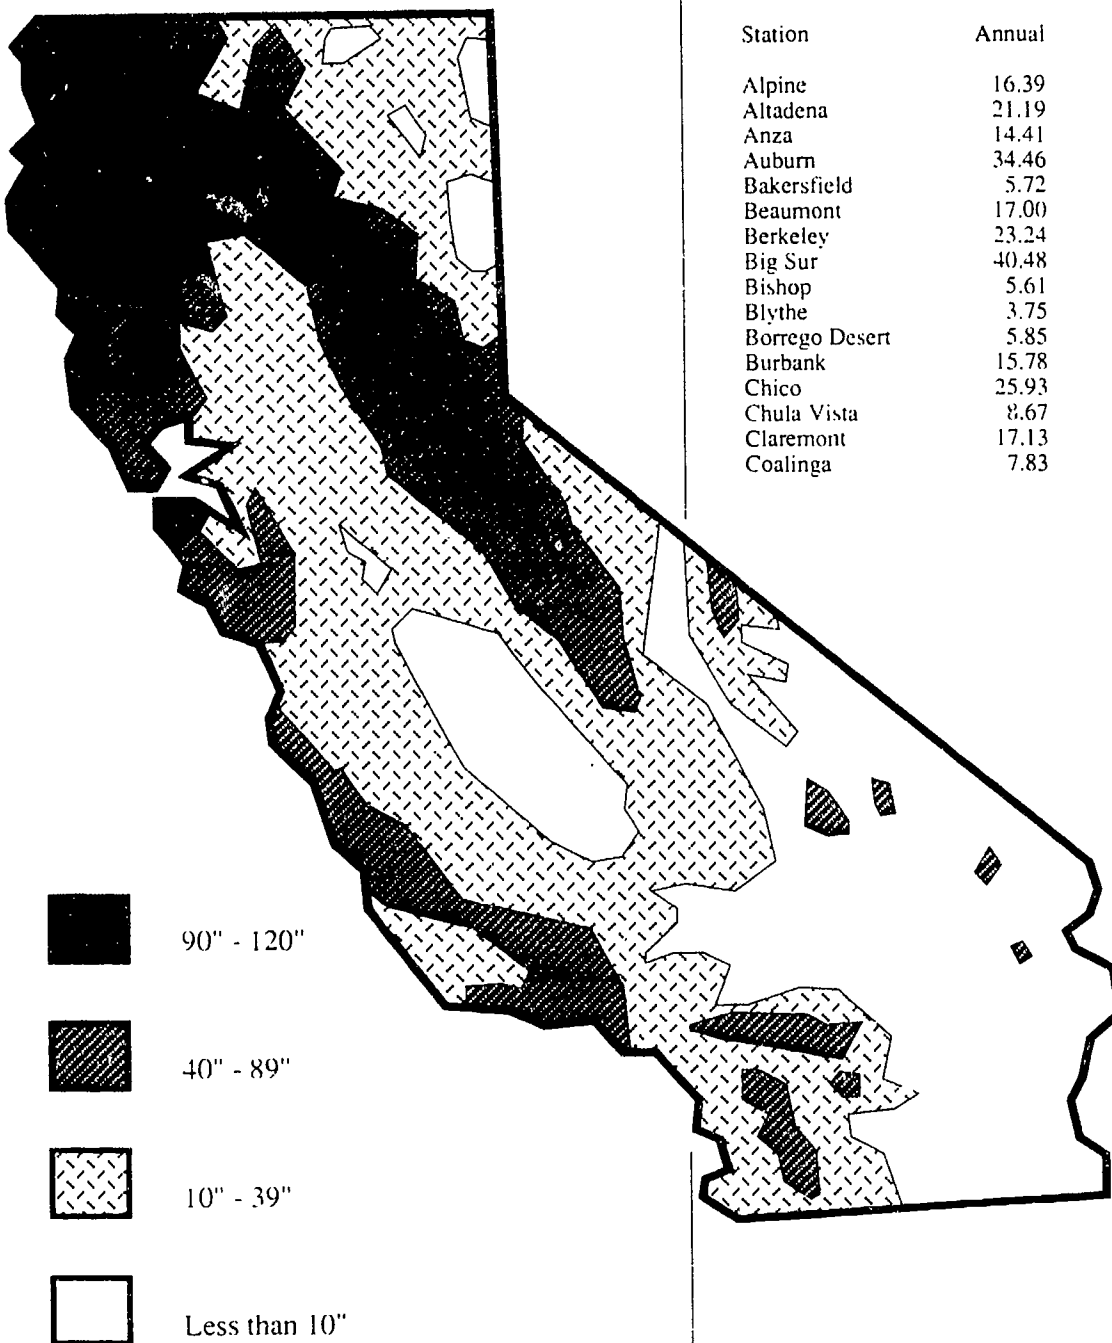 Station Annual
Alpine 16.39
Altadena 21.19
Anza 14.41
Auburn 34.46
Bakersfield 5.72
Beaumont 17.00
Berkeley 23.24
Big Sur 40.48
Bishop 5.61
Blythe 3.75
Borrego Desert 5.85
Burbank 15.78
Chico 25.93
Chula Vista 8.67
Claremont 17.13
Coalinga 7.83
90" - 120"
40" - 89"
10" - 39"
Less than 10"